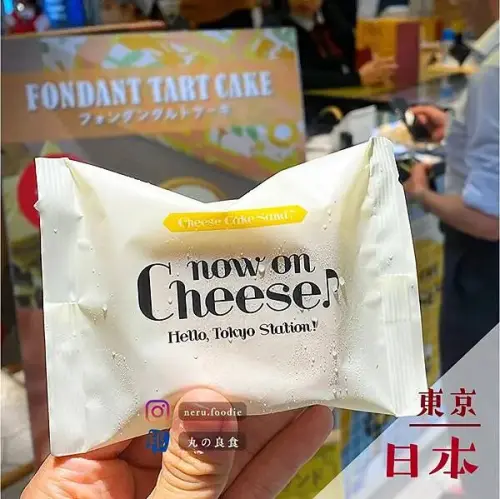 FONDANT TART CAKE
フォンダンタルトケーキ
Cheese Cake Sand♪
now on
Cheese♪
Hello, Tokyo Station!
neru.foodie
丸の良食
東京
日本